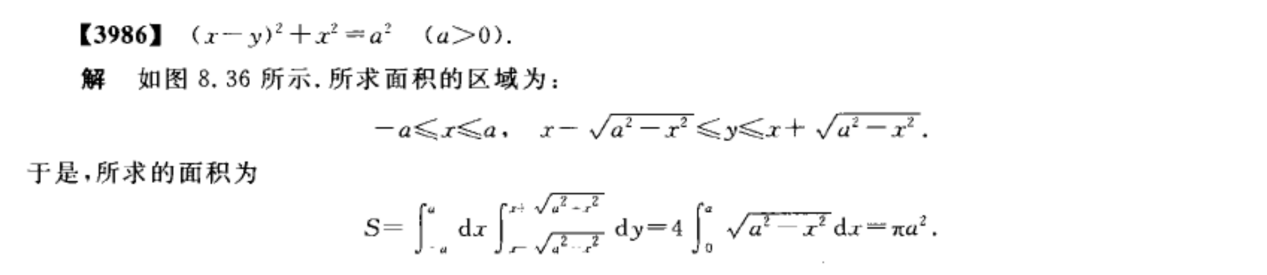 【3986】 (x−y)²+x²=a² (a>0).
解 如图 8.36 所示.所求面积的区域为:
−a≤x≤a, x−√(a²−x²)≤y≤x+√(a²−x²).
于是,所求的面积为
S=∫_{−a}^{a} dx∫_{x−√(a²−x²)}^{x+√(a²−x²)} dy=4∫_{0}^{a} √(a²−x²)dx=πa².